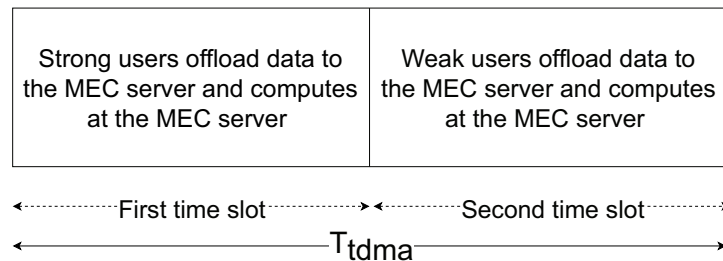 Strong users offload data to
the MEC server and computes
at the MEC server
Weak users offload data to
the MEC server and computes
at the MEC server
First time slot
Second time slot
Ttdma